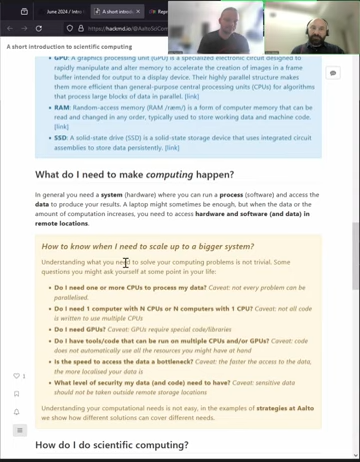 June 2024 / Intro
A short introd
Rep
https://hackmd.io/@AaltoSciCom
A short introduction to scientific computing
• GPU: A graphics processing unit (GPU) is a specialized electronic circuit designed to
rapidly manipulate and alter memory to accelerate the creation of images in a frame
buffer intended for output to a display device. Their highly parallel structure makes
them more efficient than general-purpose central processing units (CPUs) for algorithms
that process large blocks of data in parallel. [link]
• RAM: Random-access memory (RAM /ræm/) is a form of computer memory that can be
read and changed in any order, typically used to store working data and machine code.
[link]
• SSD: A solid-state drive (SSD) is a solid-state storage device that uses integrated circuit
assemblies to store data persistently. [link]
What do I need to make computing happen?
In general you need a system (hardware) where you can run a process (software) and access the
data to produce your results. A laptop might sometimes be enough, but when the data or the
amount of computation increases, you need to access hardware and software (and data) in
remote locations.
How to know when I need to scale up to a bigger system?
Understanding what you need to solve your computing problems is not trivial. Some
questions you might ask yourself at some point in your life:
• Do I need one or more CPUs to process my data? Caveat: not every problem can be
parallelised.
• Do I need 1 computer with N CPUs or N computers with 1 CPU? Caveat: not all code
is written to use multiple CPUs
• Do I need GPUs? Caveat: GPUs require special code/libraries
• Do I have tools/code that can be run on multiple CPUs and/or GPUs? Caveat: code
does not automatically use all the resources you might have at hand
• Is the speed to access the data a bottleneck? Caveat: the faster the access to the data,
the more localised your data is
• What level of security my data (and code) need to have? Caveat: sensitive data
should not be taken outside remote storage locations
Understanding your computational needs is not easy, in the examples of strategies at Aalto
we show how different solutions can cover different needs.
How do I do scientific computing?
1